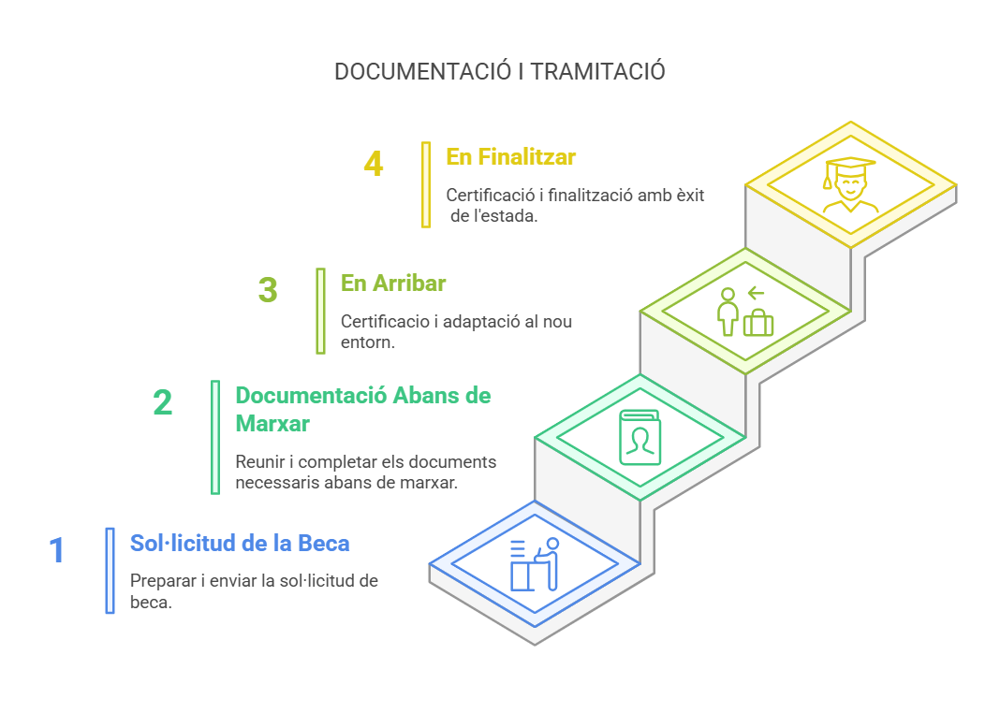 DOCUMENTACIÓ I TRAMITACIÓ
4
En Finalitzar
Certificació i finalització amb èxit
de l'estada.
3
En Arribar
Certificacio i adaptació al nou
entorn.
2
Documentació Abans de
Marxar
Reunir i completar els documents
necessaris abans de marxar.
1
Sol·licitud de la Beca
Preparar i enviar la sol·licitud de
beca.